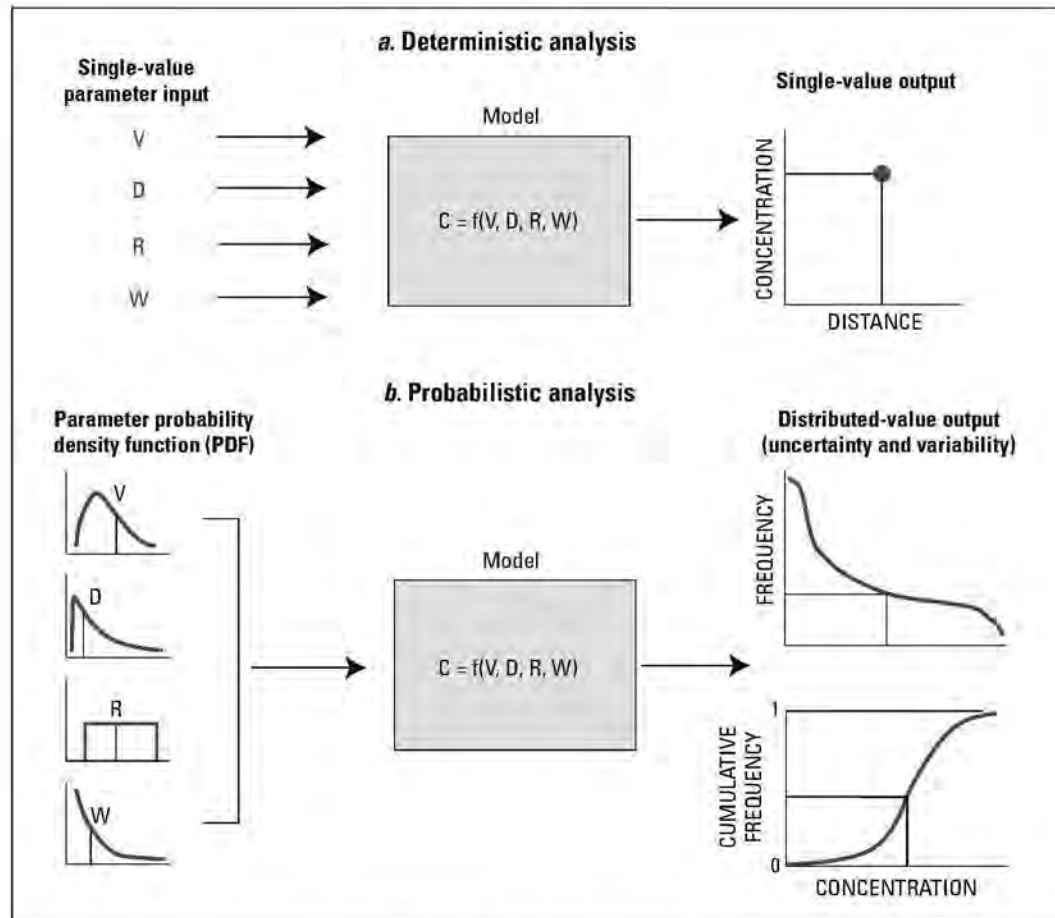 a. Deterministic analysis
Single-value
parameter input
V
D
R
W
Model
C = f(V, D, R, W)
Single-value output
CONCENTRATION
DISTANCE
b. Probabilistic analysis
Parameter probability
density function (PDF)
V
D
R
W
Model
C = f(V, D, R, W)
Distributed-value output
(uncertainty and variability)
FREQUENCY
1
CUMULATIVE
FREQUENCY
0
CONCENTRATION